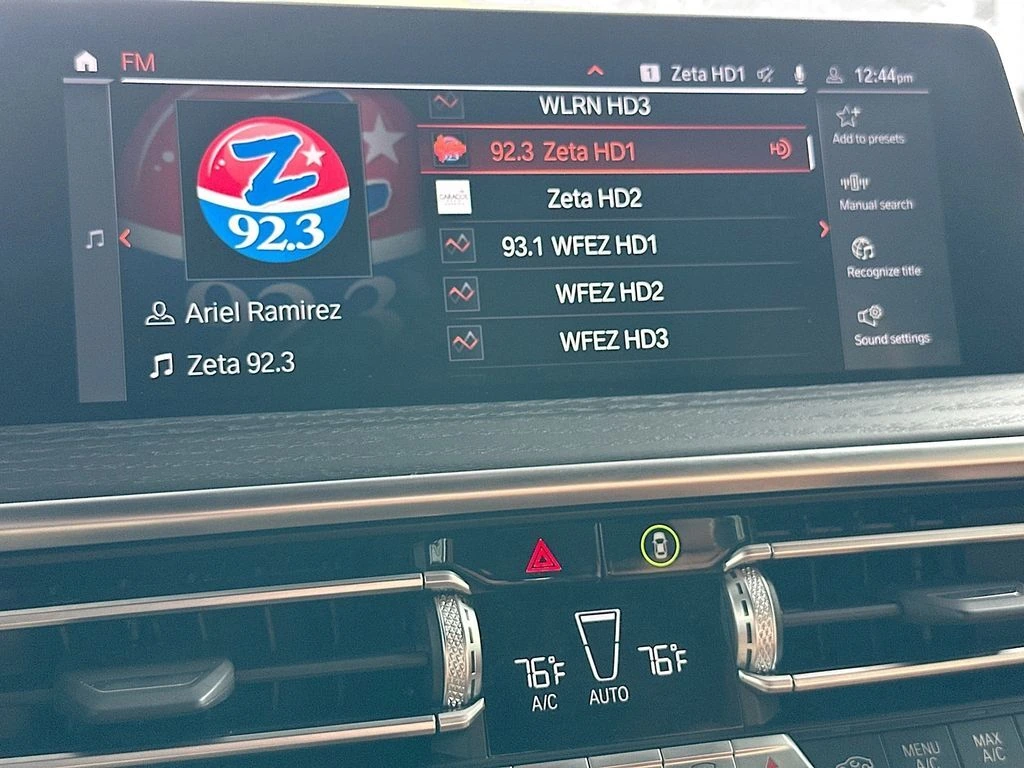 FM
1 Zeta HD1 12:44pm
Z
92.3
Ariel Ramirez
Zeta 92.3
WLRN HD3
92.3 Zeta HD1 HD
Zeta HD2
93.1 WFEZ HD1
WFEZ HD2
WFEZ HD3
Add to presets
Manual search
Recognize title
Sound settings
76°F
A/C
AUTO
76°F
MENU
A/C
MAX
A/C